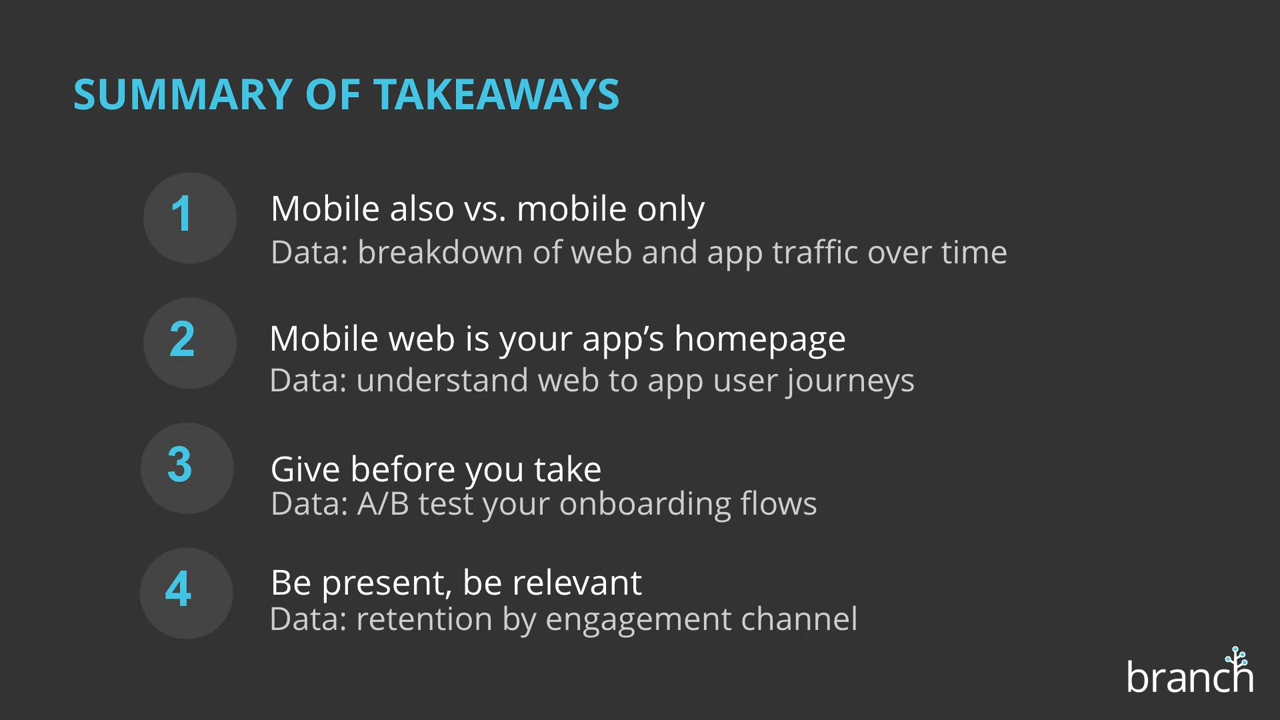 SUMMARY OF TAKEAWAYS
1
Mobile also vs. mobile only
Data: breakdown of web and app traffic over time
2
Mobile web is your app’s homepage
Data: understand web to app user journeys
3
Give before you take
Data: A/B test your onboarding flows
4
Be present, be relevant
Data: retention by engagement channel
branch